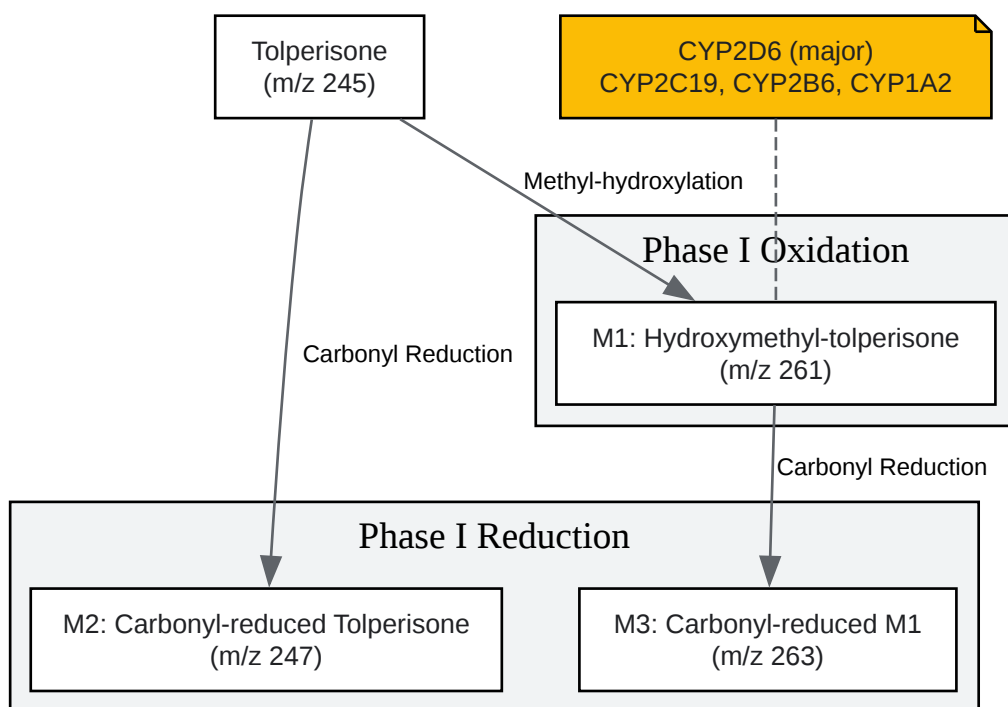 Tolperisone
(m/z 245)
CYP2D6 (major)
CYP2C19, CYP2B6, CYP1A2
Methyl-hydroxylation
Phase I Oxidation
M1: Hydroxymethyl-tolperisone
(m/z 261)
Carbonyl Reduction
Carbonyl Reduction
Phase I Reduction
M2: Carbonyl-reduced Tolperisone
(m/z 247)
M3: Carbonyl-reduced M1
(m/z 263)